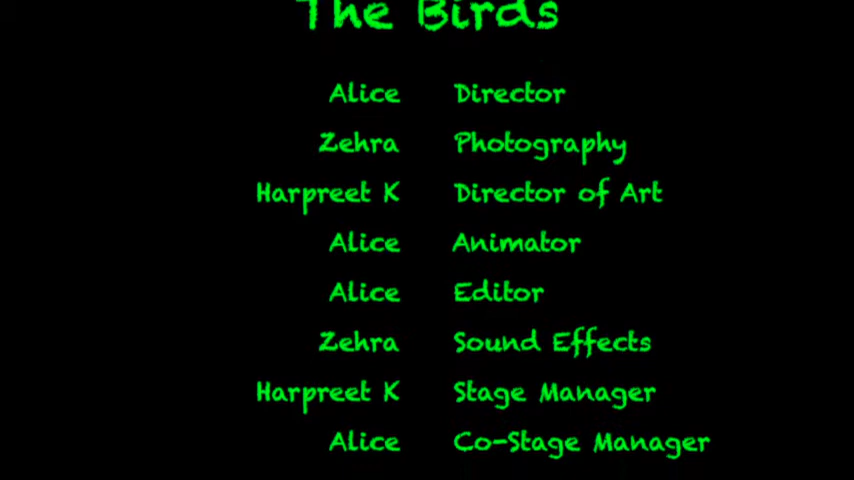 The Birds
Alice Director
Zehra Photography
Harpreet K Director of Art
Alice Animator
Alice Editor
Zehra Sound Effects
Harpreet K Stage Manager
Alice Co-Stage Manager